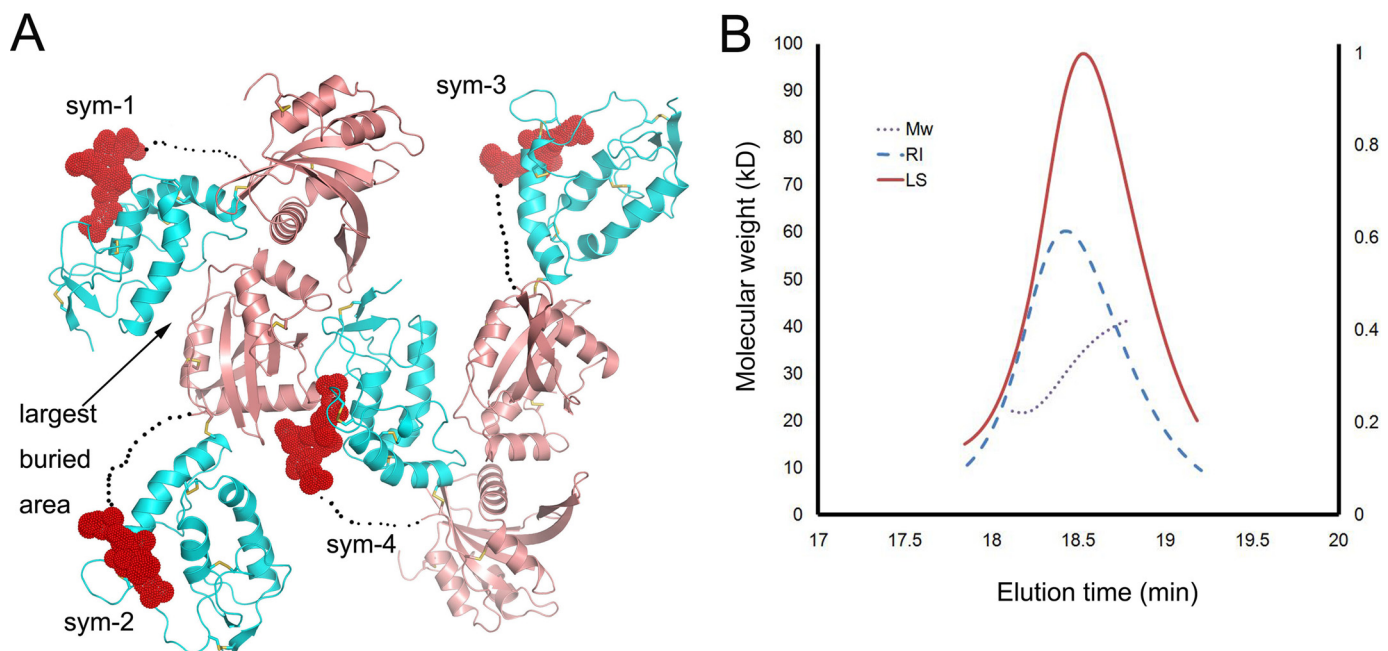 A
sym-1
sym-3
largest
buried
area
sym-4
sym-2
B
Molecular weight (kD)
100
90
80
70
60
50
40
30
20
10
0
1
0.8
0.6
0.4
0.2
0
Mw
RI
LS
17
17.5
18
18.5
19
19.5
20
Elution time (min)